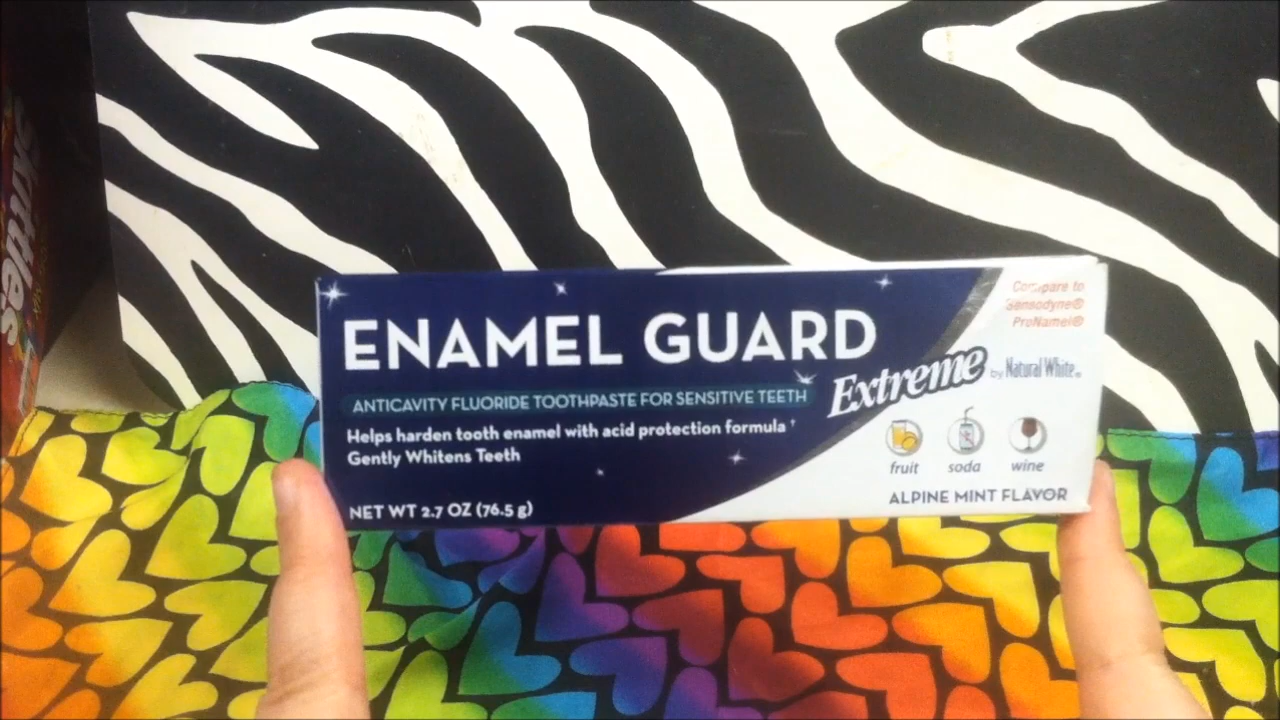 Skittles
ENAMEL GUARD
Extreme
by Natural White®
Compare to
Sensodyne®
ProNamel®
ANTICAVITY FLUORIDE TOOTHPASTE FOR SENSITIVE TEETH
Helps harden tooth enamel with acid protection formula †
Gently Whitens Teeth
NET WT 2.7 OZ (76.5 g)
fruit
soda
wine
ALPINE MINT FLAVOR